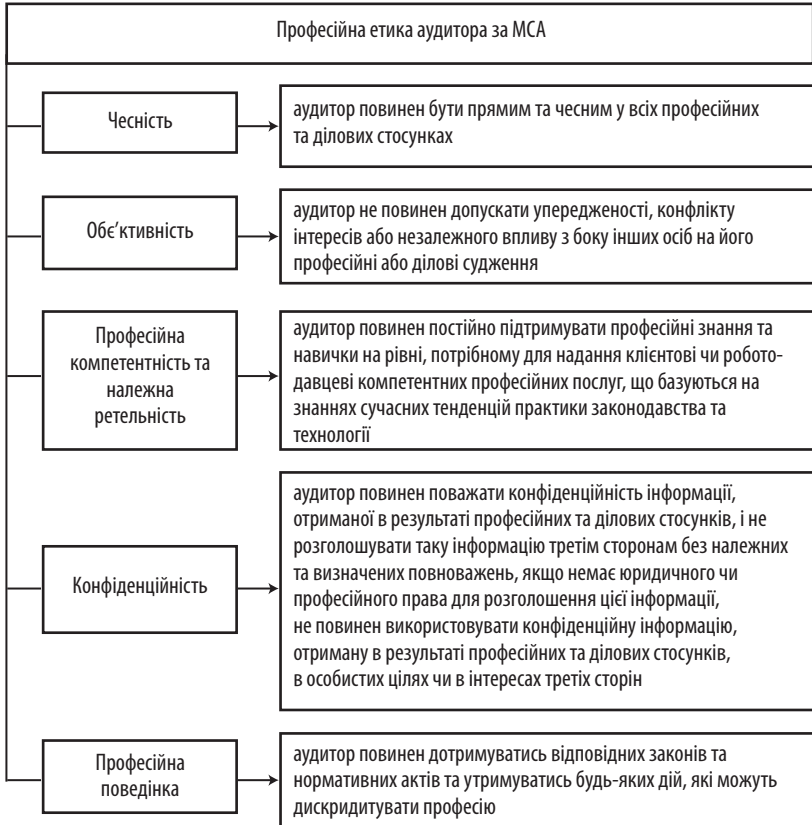 Професійна етика аудитора за МСА
Чесність
аудитор повинен бути прямим та чесним у всіх професійних
та ділових стосунках
Обє’ктивність
аудитор не повинен допускати упередженості, конфлікту
інтересів або незалежного впливу з боку інших осіб на його
професійні або ділові судження
Професійна
компетентність та
належна
ретельність
аудитор повинен постійно підтримувати професійні знання та
навички на рівні, потрібному для надання клієнтові чи робото-
давцеві компетентних професійних послуг, що базуються на
знаннях сучасних тенденцій практики законодавства та
технології
Конфіденційність
аудитор повинен поважати конфіденційність інформації,
отриманої в результаті професійних та ділових стосунків, і не
розголошувати таку інформацію третім сторонам без належних
та визначених повноважень, якщо немає юридичного чи
професійного права для розголошення цієї інформації,
не повинен використовувати конфіденційну інформацію,
отриману в результаті професійних та ділових стосунків,
в особистих цілях чи в інтересах третіх сторін
Професійна
поведінка
аудитор повинен дотримуватись відповідних законів та
нормативних актів та утримуватись будь-яких дій, які можуть
дискридитувати професію